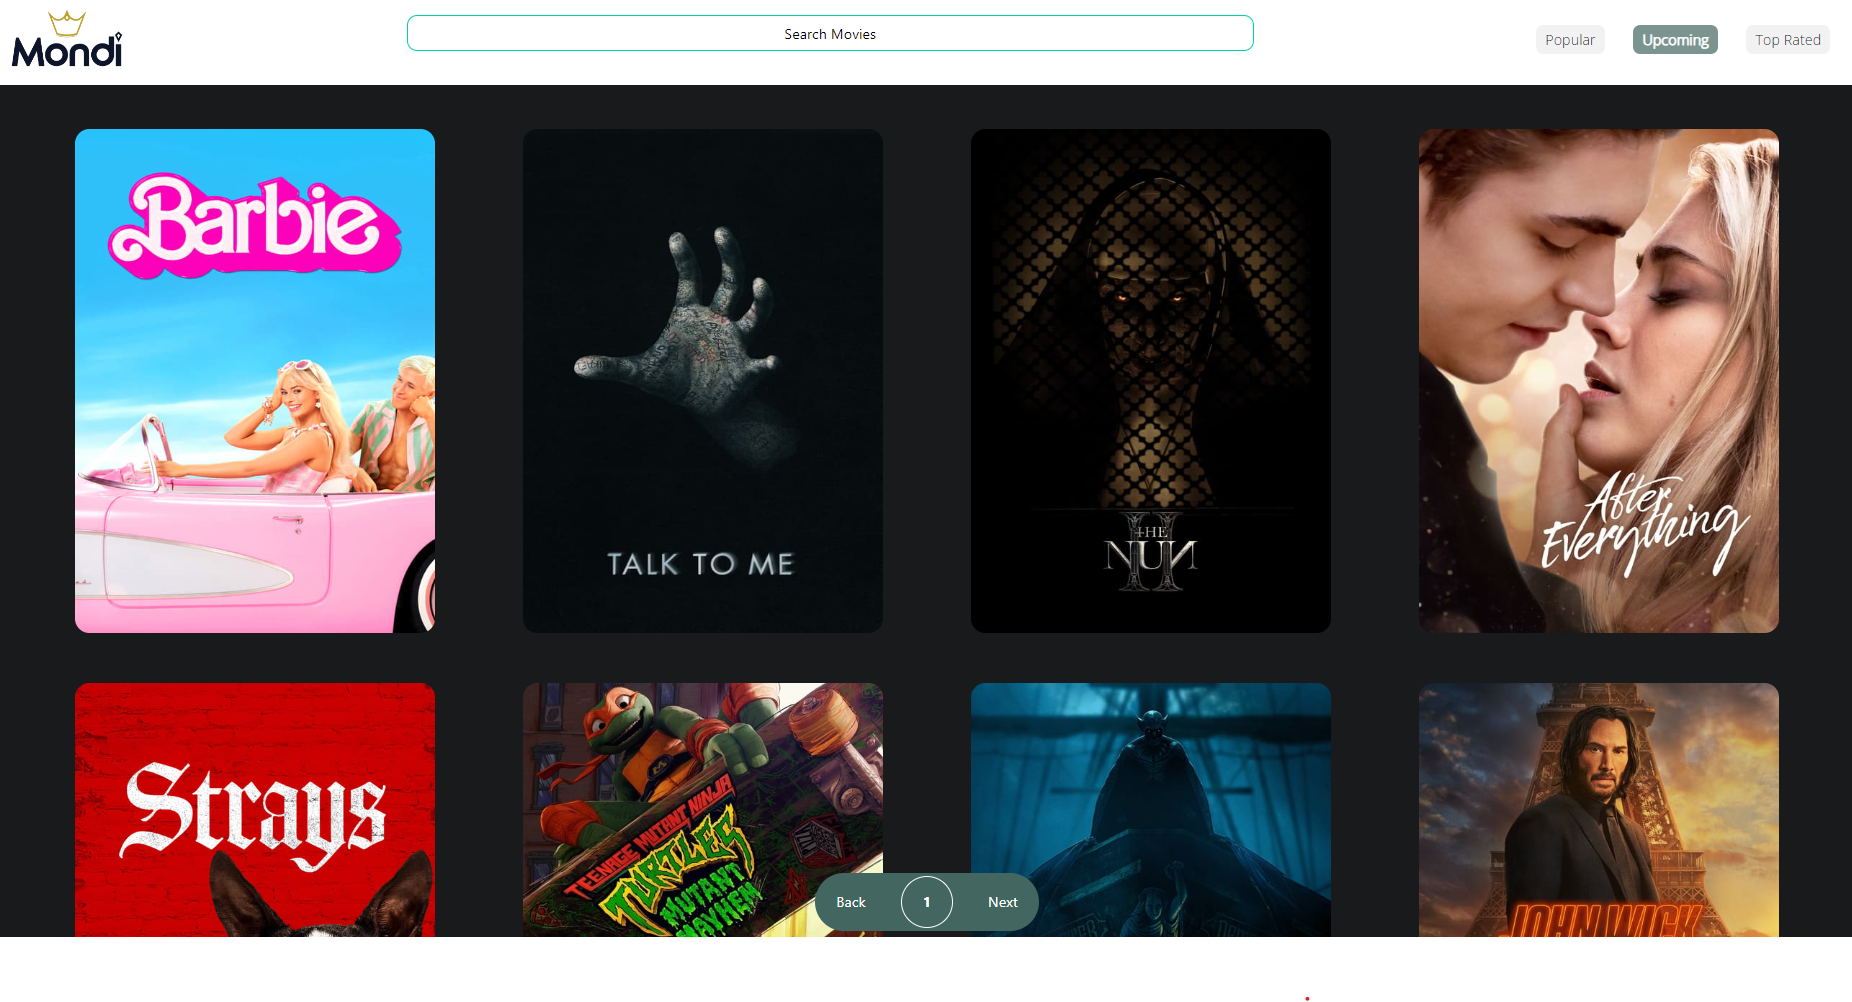 Mondi
Search Movies
Popular
Upcoming
Top Rated
Barbie
TALK TO ME
THE
NUN
II
After
Everything
Strays
TEENAGE MUTANT NINJA
TURTLES
MUTANT
MAYHEM
JOHN WICK
Back
1
Next